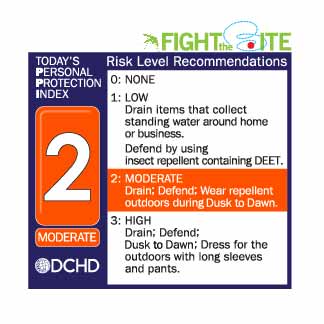 FIGHT the BITE
TODAY'S
PERSONAL
PROTECTION
INDEX
2
MODERATE
DCHD
Risk Level Recommendations
0: NONE
1: LOW
Drain items that collect
standing water around home
or business.
Defend by using
insect repellent containing DEET.
2: MODERATE
Drain; Defend; Wear repellent
outdoors during Dusk to Dawn.
3: HIGH
Drain; Defend;
Dusk to Dawn; Dress for the
outdoors with long sleeves
and pants.